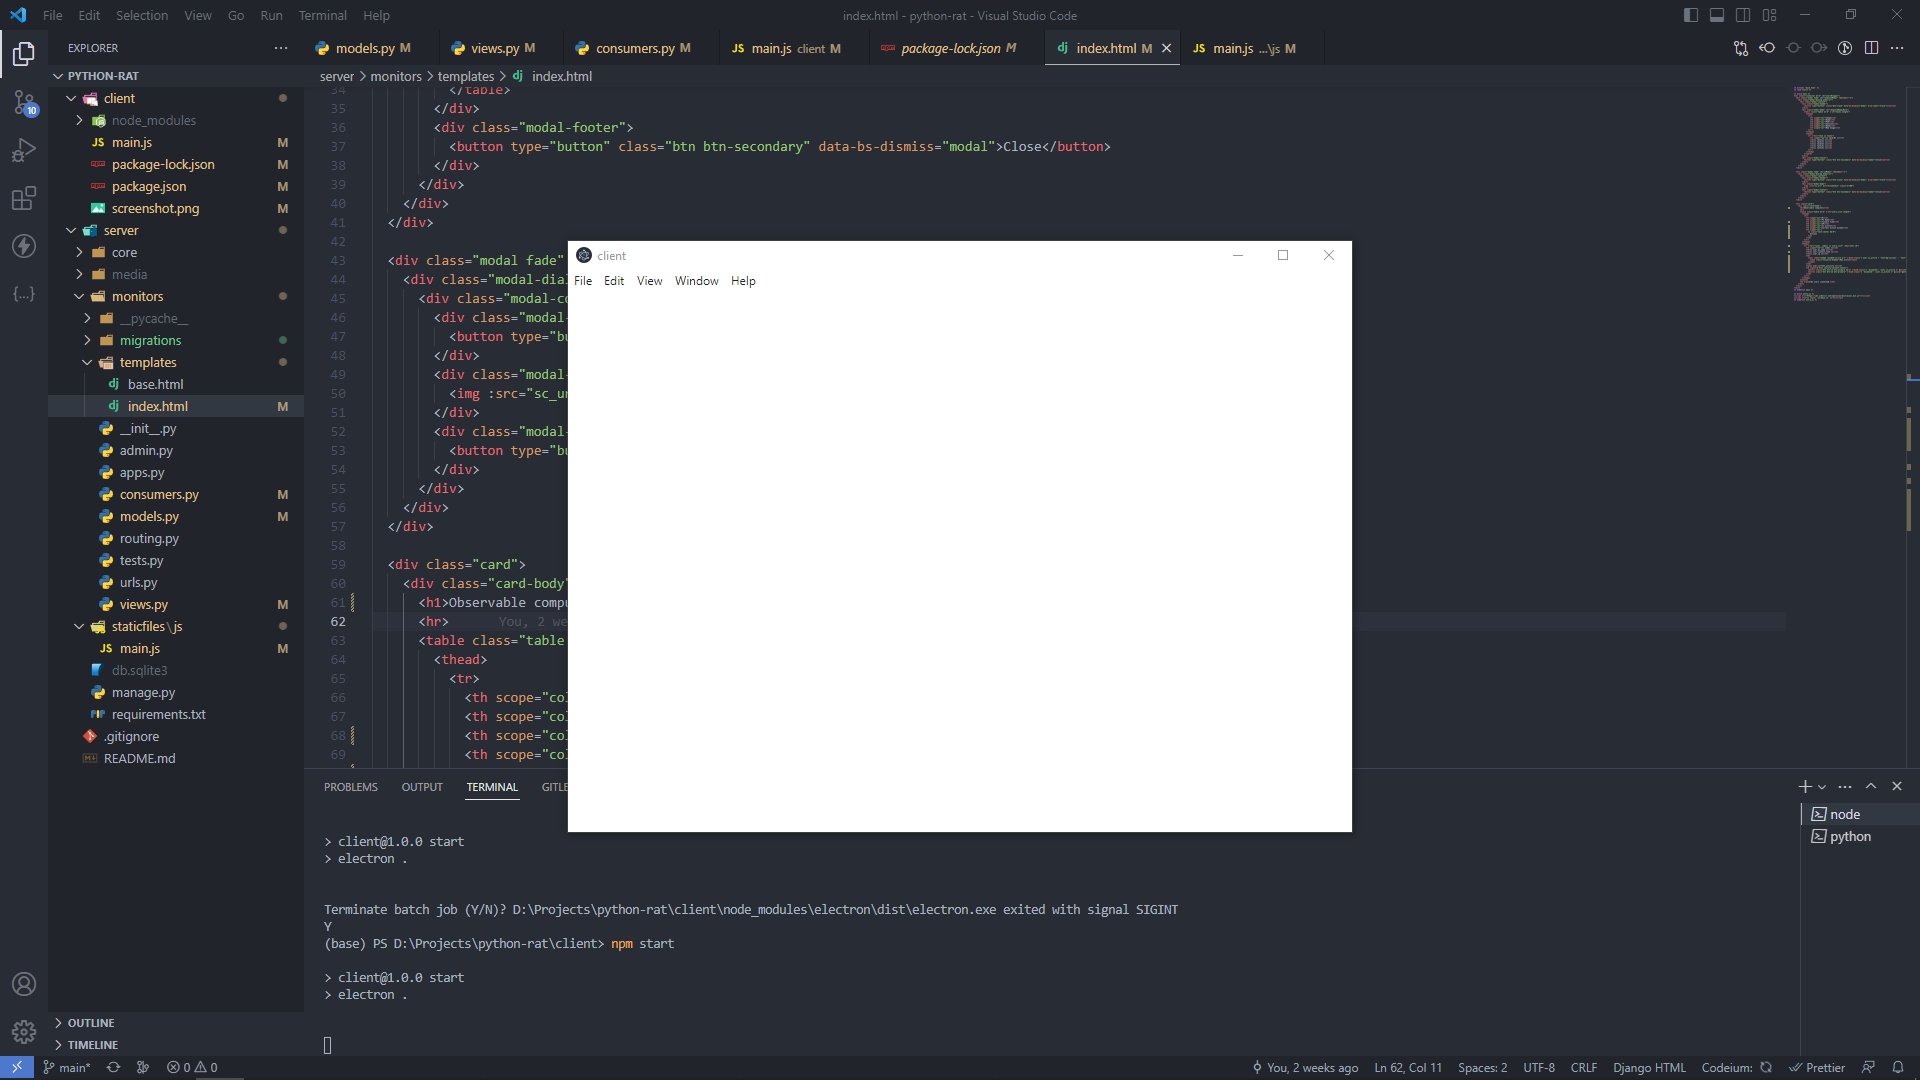 File Edit Selection View Go Run Terminal Help
index.html - python-rat - Visual Studio Code
EXPLORER
models.py M
views.py M
consumers.py M
JS main.js client M
package-lock.json M
dj index.html M
JS main.js ...\js M
PYTHON-RAT
server > monitors > templates > dj index.html
client
node_modules
JS main.js M
package-lock.json M
package.json M
screenshot.png M
server
core
media
monitors
__pycache__
migrations
templates
dj base.html
dj index.html M
__init__.py
admin.py
apps.py
consumers.py M
models.py M
routing.py
tests.py
urls.py
views.py M
staticfiles\js
JS main.js M
db.sqlite3
manage.py
requirements.txt
.gitignore
README.md
OUTLINE
TIMELINE
10
34 </table>
35 </div>
36 <div class="modal-footer">
37 <button type="button" class="btn btn-secondary" data-bs-dismiss="modal">Close</button>
38 </div>
39 </div>
40 </div>
41 </div>
42
43 <div class="modal fade"
44 <div class="modal-dial
45 <div class="modal-co
46 <div class="modal-
47 <button type="bu
48 </div>
49 <div class="modal-
50 <img :src="sc_ur
51 </div>
52 <div class="modal-
53 <button type="bu
54 </div>
55 </div>
56 </div>
57 </div>
58
59 <div class="card">
60 <div class="card-body"
61 <h1>Observable compu
62 <hr> You, 2 we
63 <table class="table
64 <thead>
65 <tr>
66 <th scope="col
67 <th scope="col
68 <th scope="col
69 <th scope="col
client
File Edit View Window Help
PROBLEMS OUTPUT TERMINAL GITLE
> client@1.0.0 start
> electron .
Terminate batch job (Y/N)? D:\Projects\python-rat\client\node_modules\electron\dist\electron.exe exited with signal SIGINT
Y
(base) PS D:\Projects\python-rat\client> npm start
> client@1.0.0 start
> electron .
node
python
main* 0 0
You, 2 weeks ago Ln 62, Col 11 Spaces: 2 UTF-8 CRLF Django HTML Codeium: Prettier